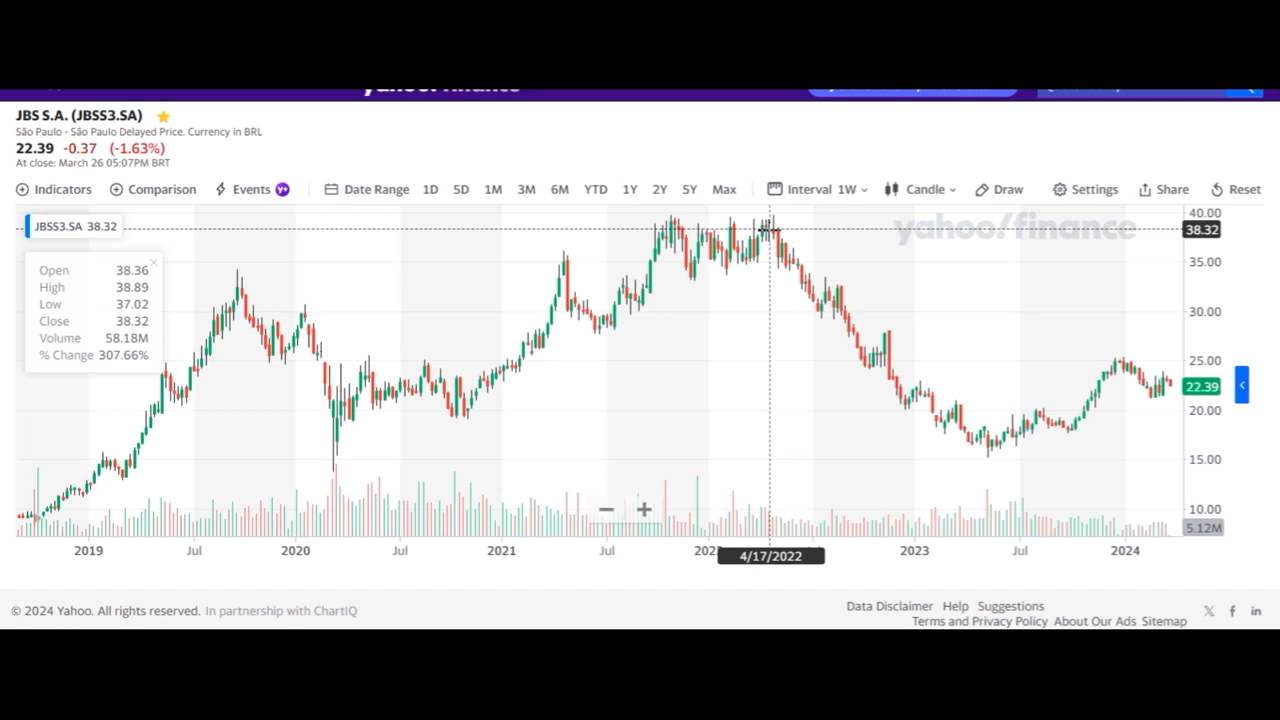 JBS S.A. (JBSS3.SA)
São Paulo - São Paulo Delayed Price. Currency in BRL
22.39 -0.37 (-1.63%)
At close: March 26 05:07PM BRT
Indicators Comparison Events Y+ Date Range 1D 5D 1M 3M 6M YTD 1Y 2Y 5Y Max Interval 1W Candle Draw Settings Share Reset
JBSS3.SA 38.32
yahoo!finance
Open 38.36
High 38.89
Low 37.02
Close 38.32
Volume 58.18M
% Change 307.66%
40.00
38.32
35.00
30.00
25.00
22.39
20.00
15.00
10.00
5.12M
2019 Jul 2020 Jul 2021 Jul 2023 Jul 2024
4/17/2022
© 2024 Yahoo. All rights reserved. In partnership with ChartIQ
Data Disclaimer Help Suggestions
Terms and Privacy Policy About Our Ads Sitemap